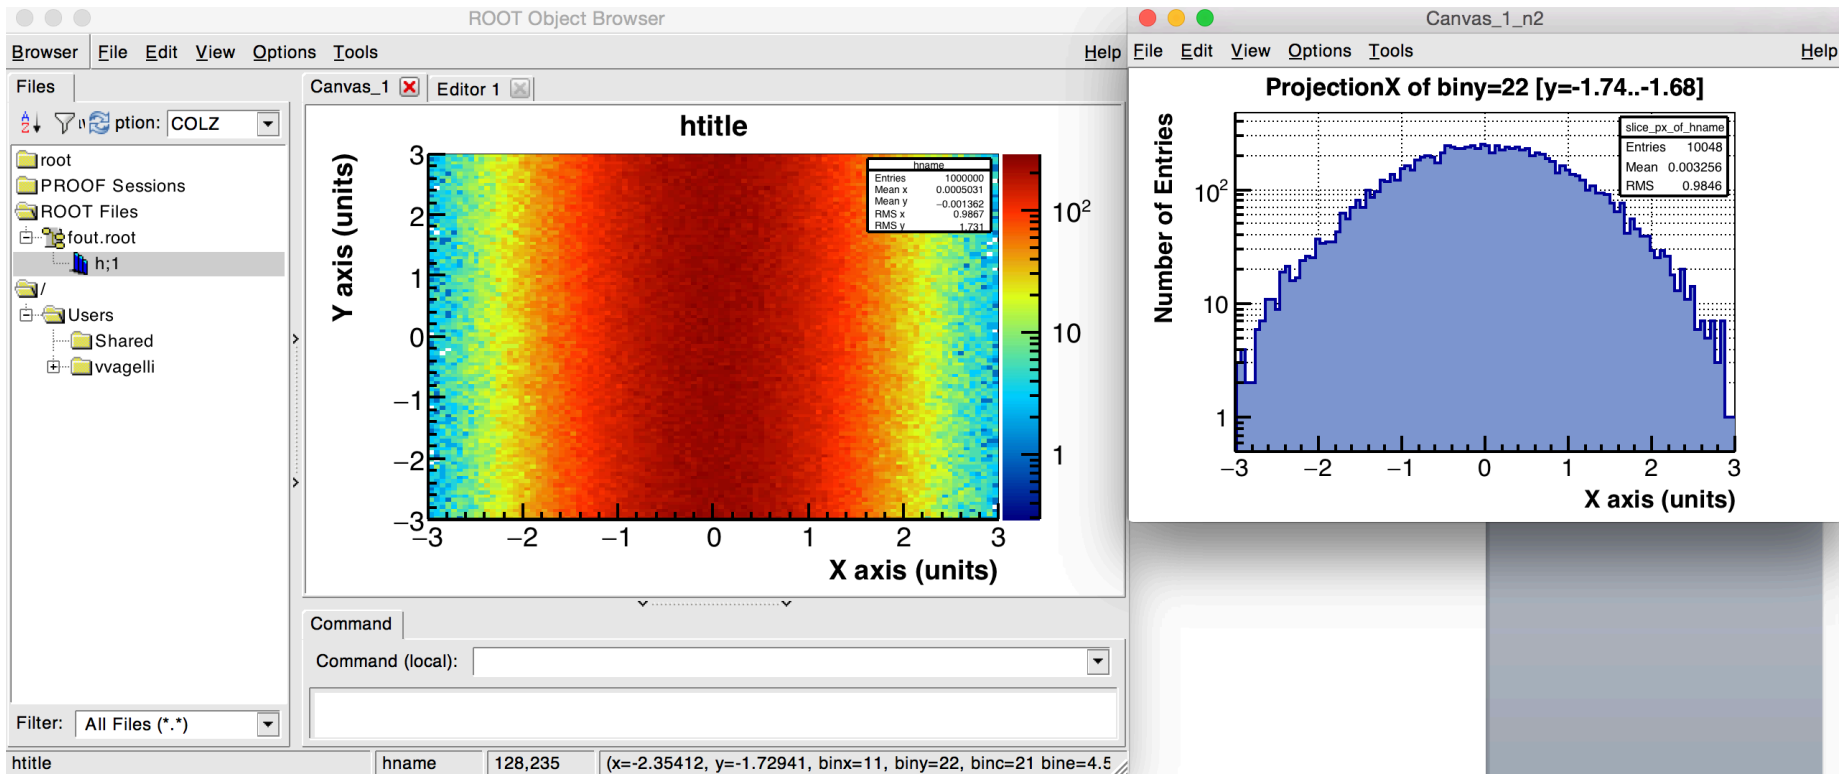 ROOT Object Browser
Browser File Edit View Options Tools Help
Files
ption: COLZ
root
PROOF Sessions
ROOT Files
fout.root
h;1
/
Users
Shared
vvagelli
Filter: All Files (*.*)
Canvas_1 Editor 1
htitle
hname
Entries 1000000
Mean x 0.0005031
Mean y −0.001362
RMS x 0.9867
RMS y 1.731
Y axis (units)
3
2
1
0
−1
−2
−3
−3 −2 −1 0 1 2 3
X axis (units)
10²
10
1
Command
Command (local):
htitle hname 128,235 (x=-2.35412, y=-1.72941, binx=11, biny=22, binc=21 bine=4.5
Canvas_1_n2
File Edit View Options Tools Help
ProjectionX of biny=22 [y=-1.74..-1.68]
slice_px_of_hname
Entries 10048
Mean 0.003256
RMS 0.9846
Number of Entries
10²
10
1
−3 −2 −1 0 1 2 3
X axis (units)